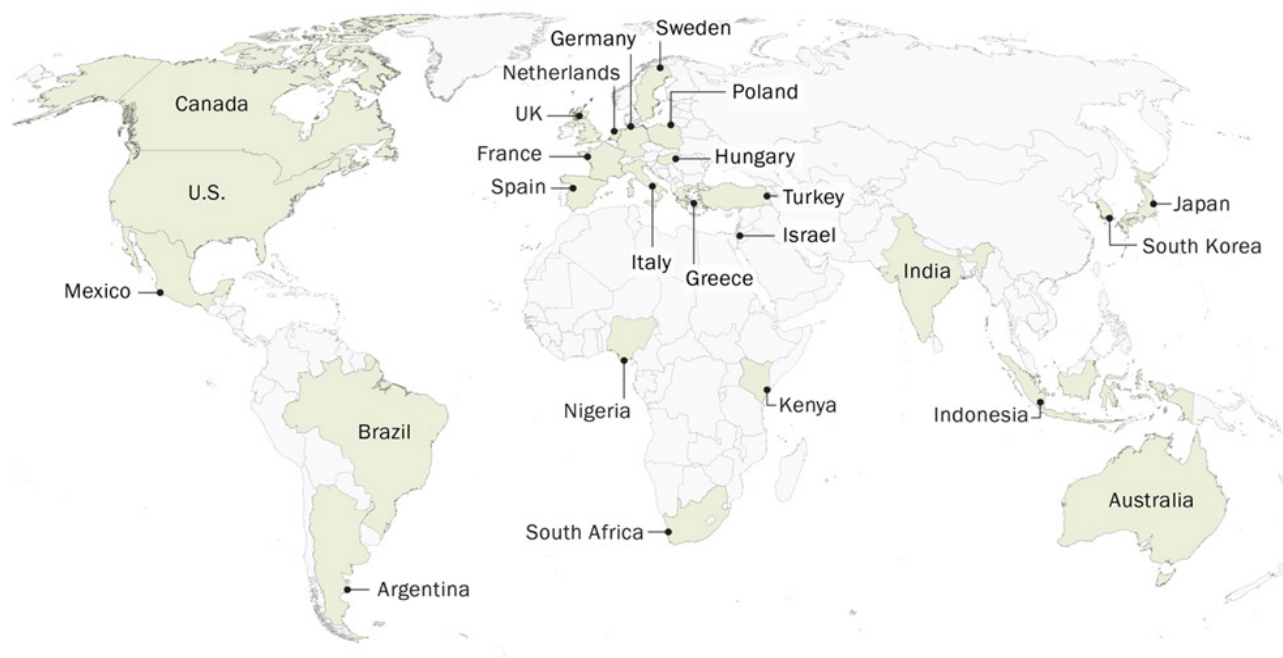 Sweden
Germany
Netherlands
Canada
Poland
UK
France
Hungary
U.S.
Spain
Turkey
Japan
Israel
South Korea
Italy
India
Greece
Mexico
Nigeria
Kenya
Indonesia
Brazil
Australia
South Africa
Argentina